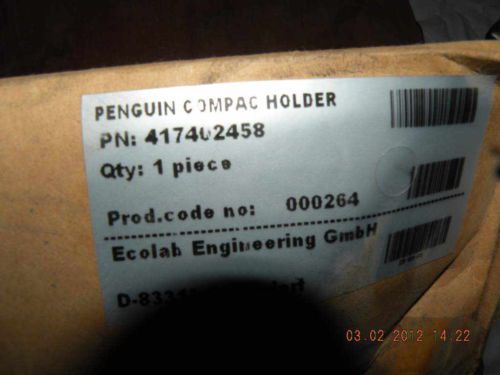 PENGUIN COMPAC HOLDER
PN: 417402458
Qty: 1 piece
Prod.code no: 000264
Ecolab Engineering GmbH
03.02.2012 14:22